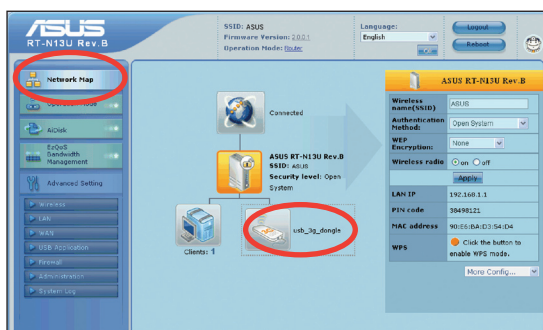 ASUS
RT-N13U Rev.B
SSID: ASUS
Firmware Version: 2.0.0.1
Operation Mode: Router
Language:
English
Logout
Reboot
Network Map
Operation Mode
AiDisk
EzQoS
Bandwidth
Management
Advanced Setting
Wireless
LAN
WAN
USB Application
Firewall
Administration
System Log
Connected
ASUS RT-N13U Rev.B
SSID: ASUS
Security level: Open
System
Clients: 1
usb_3g_dongle
ASUS RT-N13U Rev.B
Wireless
name(SSID)
ASUS
Authentication
Method:
Open System
WEP
Encryption:
None
Wireless radio
on off
Apply
LAN IP
192.168.1.1
PIN code
38498121
MAC address
90:E6:BA:D3:54:D4
WPS
Click the button to
enable WPS mode.
More Config...